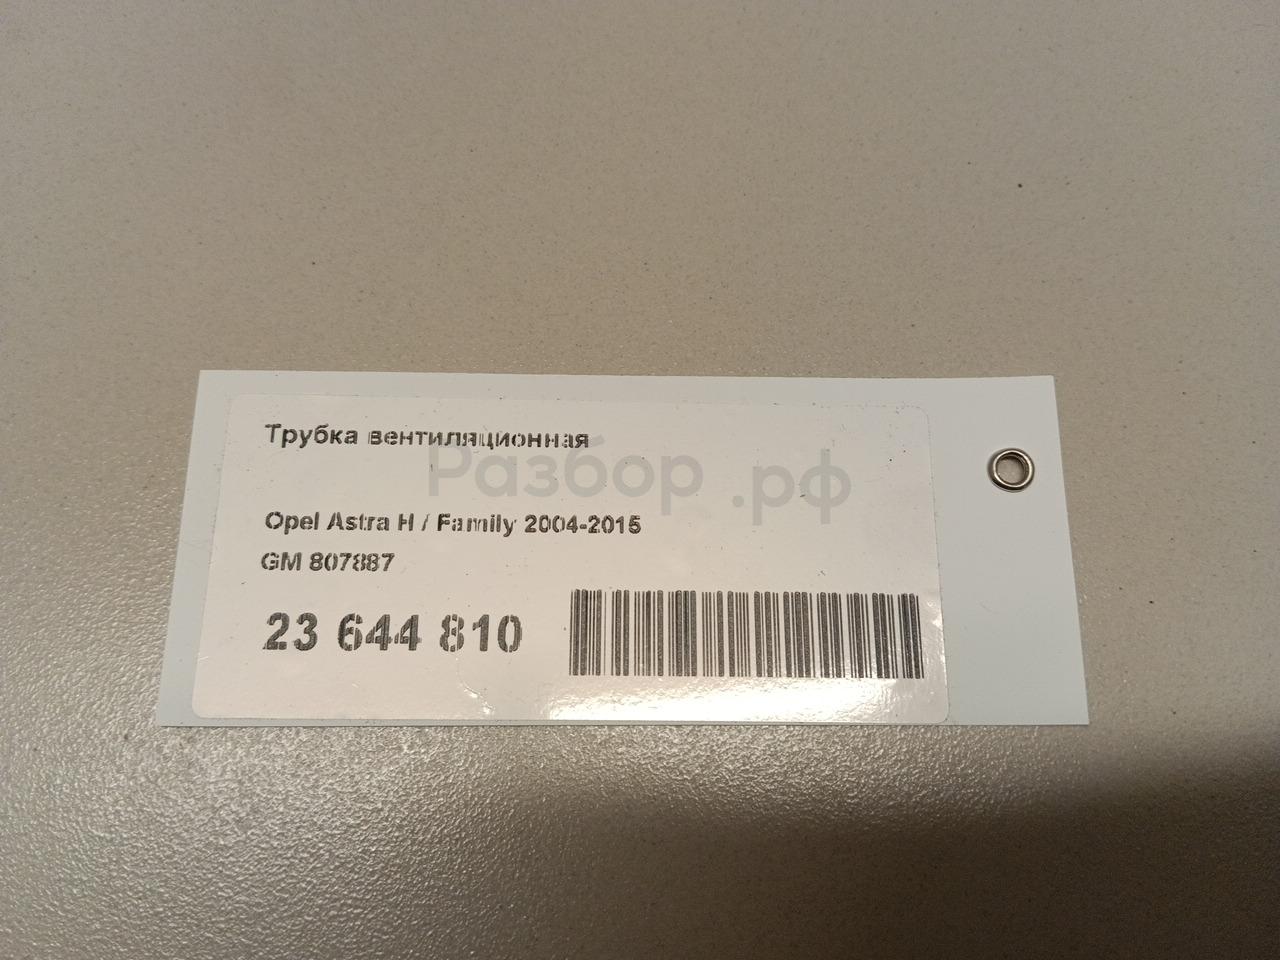 Трубка вентиляционная
Разбор.рф
Opel Astra H / Family 2004-2015
GM 807887
23 644 810